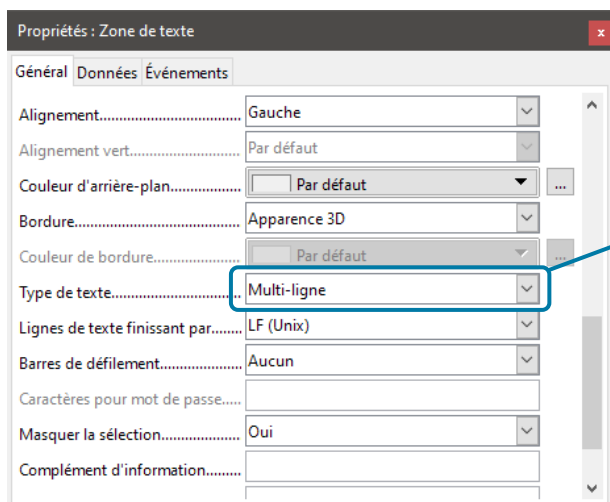 Propriétés : Zone de texte x
Général Données Événements
Alignement................................... Gauche
Alignement vert........................... Par défaut
Couleur d'arrière-plan.................. Par défaut ...
Bordure......................................... Apparence 3D
Couleur de bordure...................... Par défaut ...
Type de texte................................ Multi-ligne
Lignes de texte finissant par........ LF (Unix)
Barres de défilement..................... Aucun
Caractères pour mot de passe.....
Masquer la sélection.................... Oui
Complément d'information.........